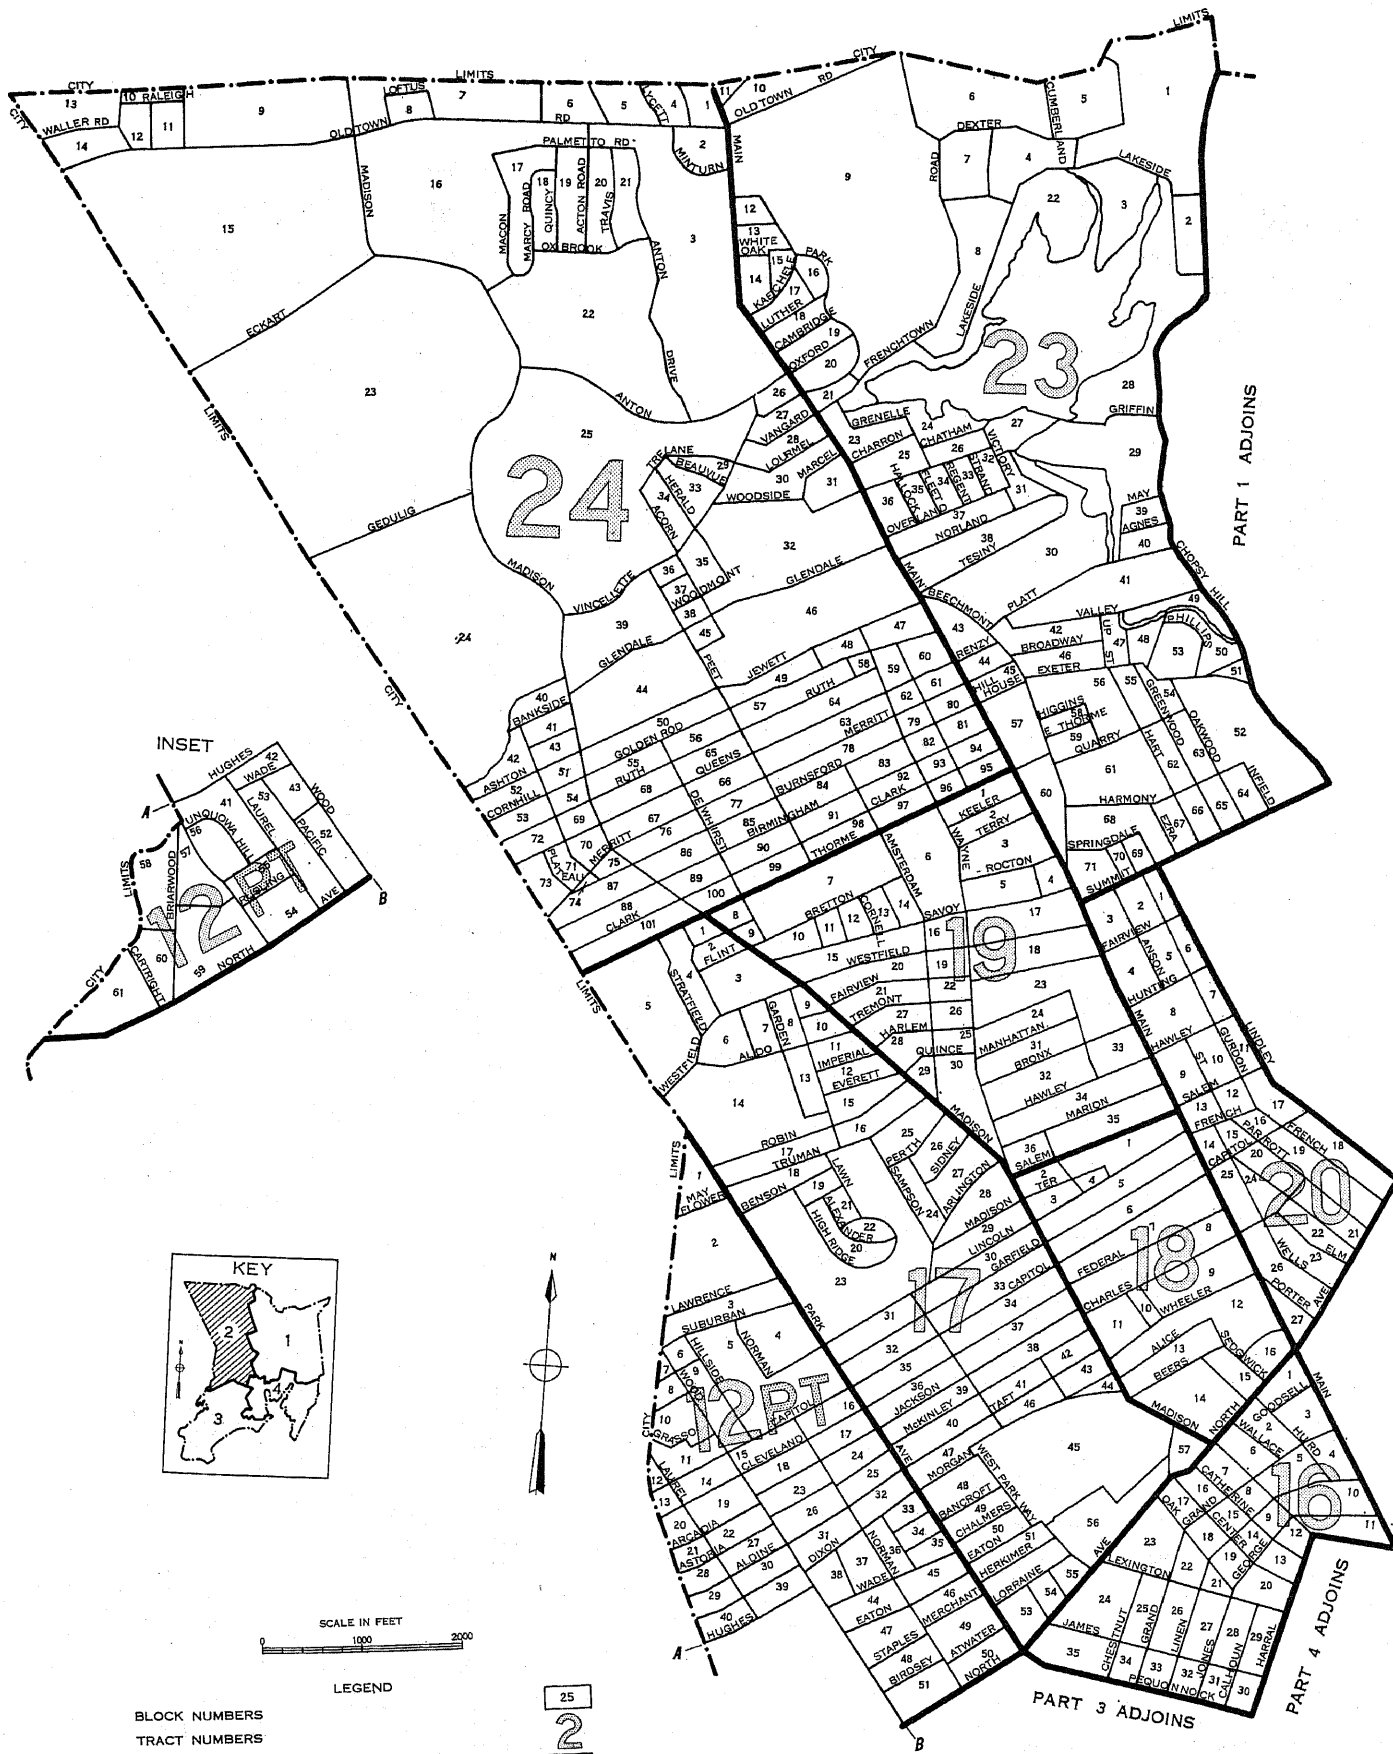 LIMITS
CITY
CITY
LIMITS
CITY
13
10 RALEIGH
WALLER RD
12
11
14
9
LOFTUS
8
7
OLD TOWN
RD
6
5
LYCETT
4
1
2
MINTURN
11
10
OLD TOWN
RD
MAIN
MADISON
PALMETTO RD
15
16
17
18
19
20
21
MACON
MARCY ROAD
QUINCY
ACTON ROAD
TRAVIS
OX BROOK
ANTON
3
22
DRIVE
ANTON
ECKART
23
25
24
GEDULIG
LIMITS
MADISON
VINCELLETTE
24
CITY
9
6
CUMBERLAND
5
1
DEXTER
ROAD
7
4
LAKESIDE
22
3
2
8
LAKESIDE
12
13
WHITE
OAK
15
PARK
14
KAECHELE
16
17
LUTHER
18
CAMBRIDGE
19
OXFORD
20
FRENCHTOWN
23
21
28
GRIFFIN
29
PART 1 ADJOINS
26
27
VANGARD
28
LOURMEL
MARCEL
TRELANE
BEAUVUE
29
30
31
WOODSIDE
33
34
HERALD
ACORN
32
35
36
37
WOODMONT
38
GLENDALE
45
46
39
GLENDALE
PEET
GRENELLE
23
24
CHARRON
CHATHAM
25
26
27
VICTORY
32
STRAND
33
REGENT
34
FLEET
35
HALLOCK
36
31
OVERLAND
37
NORLAND
38
TESINY
30
MAY
39
AGNES
40
CHOPSY HILL
41
PLATT
MAIN
BEECHMONT
VALLEY
49
43
RENZY
42
BROADWAY
46
UP ST
47
48
PHILLIPS
53
50
51
44
45
HILL HOUSE
EXETER
56
55
54
GREENWOOD
OAKWOOD
52
57
HIGGINS
58
E THORME
59
QUARRY
HART
62
63
61
60
HARMONY
68
EZRA
67
66
65
64
INFIELD
SPRINGDALE
70
69
71
SUMMIT
40
BANKSIDE
41
42
43
44
JEWETT
48
47
49
58
59
60
50
GOLDEN ROD
57
RUTH
64
62
61
ASHTON
51
55
56
63
MERRITT
79
80
52
CORNHILL
54
RUTH
65
QUEENS
78
82
81
53
68
66
BURNSFORD
83
93
94
69
67
77
84
92
95
72
70
MERRITT
76
DEWHIRST
85
BIRMINGHAM
CLARK
96
PLATEAU
71
75
86
90
91
97
73
74
87
89
99
98
THORME
88
100
CLARK
101
INSET
HUGHES
42
WADE
43
WOOD
A
UNQUOWA
41
53
LAUREL
56
57
58
HILL
PACIFIC
52
LIMITS
BRIARWOOD
12 PT
54
AVE
B
CARTRIGHT
60
59
NORTH
CITY
61
1
KEELER
2
TERRY
3
WAYNE
6
ROCTON
5
4
AMSTERDAM
7
BRETTON
CORNELL
14
13
12
11
10
SAVOY
17
16
8
9
15
WESTFIELD
20
19
19
18
FAIRVIEW
21
22
23
TREMONT
27
26
24
HARLEM
25
MANHATTAN
28
QUINCE
31
BRONX
33
29
30
32
HAWLEY
34
MARION
35
36
SALEM
MADISON
LIMITS
5
4
STRATFIELD
1
2
FLINT
3
6
ALDO
7
GARDEN
8
9
10
11
IMPERIAL
12
EVERETT
13
15
WESTFIELD
14
ROBIN
16
17
TRUMAN
PERTH
25
26
SIDNEY
27
18
BENSON
19
LAWN
21
ALEXANDER
22
20
HIGH RIDGE
SAMPSON
24
ARLINGTON
28
MADISON
29
LINCOLN
30
GARFIELD
23
17
33
CAPITOL
31
34
32
37
35
36
JACKSON
39
42
43
McKINLEY
41
40
TAFT
44
46
45
47
MORGAN
48
BANCROFT
49
CHALMERS
WEST PARK WAY
50
EATON
51
HERKIMER
LORRAINE
55
54
53
56
57
AVE
3
2
1
FAIRVIEW
ANSON
5
6
4
HUNTING
7
MAIN
8
HAWLEY
LINDLEY
GURDON
11
10
9
ST
SALEM
12
13
FRENCH
17
16
PARROTT
FRENCH
18
15
19
14
CAPITOL
20
20
25
24
22
21
ELM
23
WELLS
26
PORTER
AVE
27
1
2
TER
4
3
5
6
7
8
FEDERAL
18
CHARLES
9
10
WHEELER
11
12
ALICE
13
SEDGWICK
16
BEERS
15
14
MADISON
NORTH
MAIN
1
GOODSELL
3
2
WALLACE
HURD
4
5
6
7
CATHERINE
8
16
10
11
17
GRAND
OAK
15
9
CENTER
14
GEORGE
12
18
19
13
23
22
LEXINGTON
21
20
24
CHESTNUT
25
GRAND
26
LINEN
27
JONES
28
CALHOUN
29
HARRAL
JAMES
35
34
33
32
31
30
PEQUONNOCK
PART 3 ADJOINS
PART 4 ADJOINS
LIMITS
1
MAYFLOWER
2
LAWRENCE
3
SUBURBAN
PARK
HILLSIDE
5
NORMAN
4
6
7
9
8
WOOD
10
GRASSO
12 PT
CAPITOL
16
CITY
11
15
CLEVELAND
17
AVE
12
LAUREL
14
18
24
13
19
23
25
20
ARCADIA
22
26
32
21
ASTORIA
27
31
33
28
ALDINE
30
DIXON
NORMAN
34
36
35
29
39
38
37
WADE
45
40
HUGHES
A
44
EATON
46
MERCHANT
47
STAPLES
49
ATWATER
48
BIRDSEY
50
51
NORTH
B
KEY
2
1
4
3
N
SCALE IN FEET
0 1000 2000
LEGEND
BLOCK NUMBERS 25
TRACT NUMBERS 2